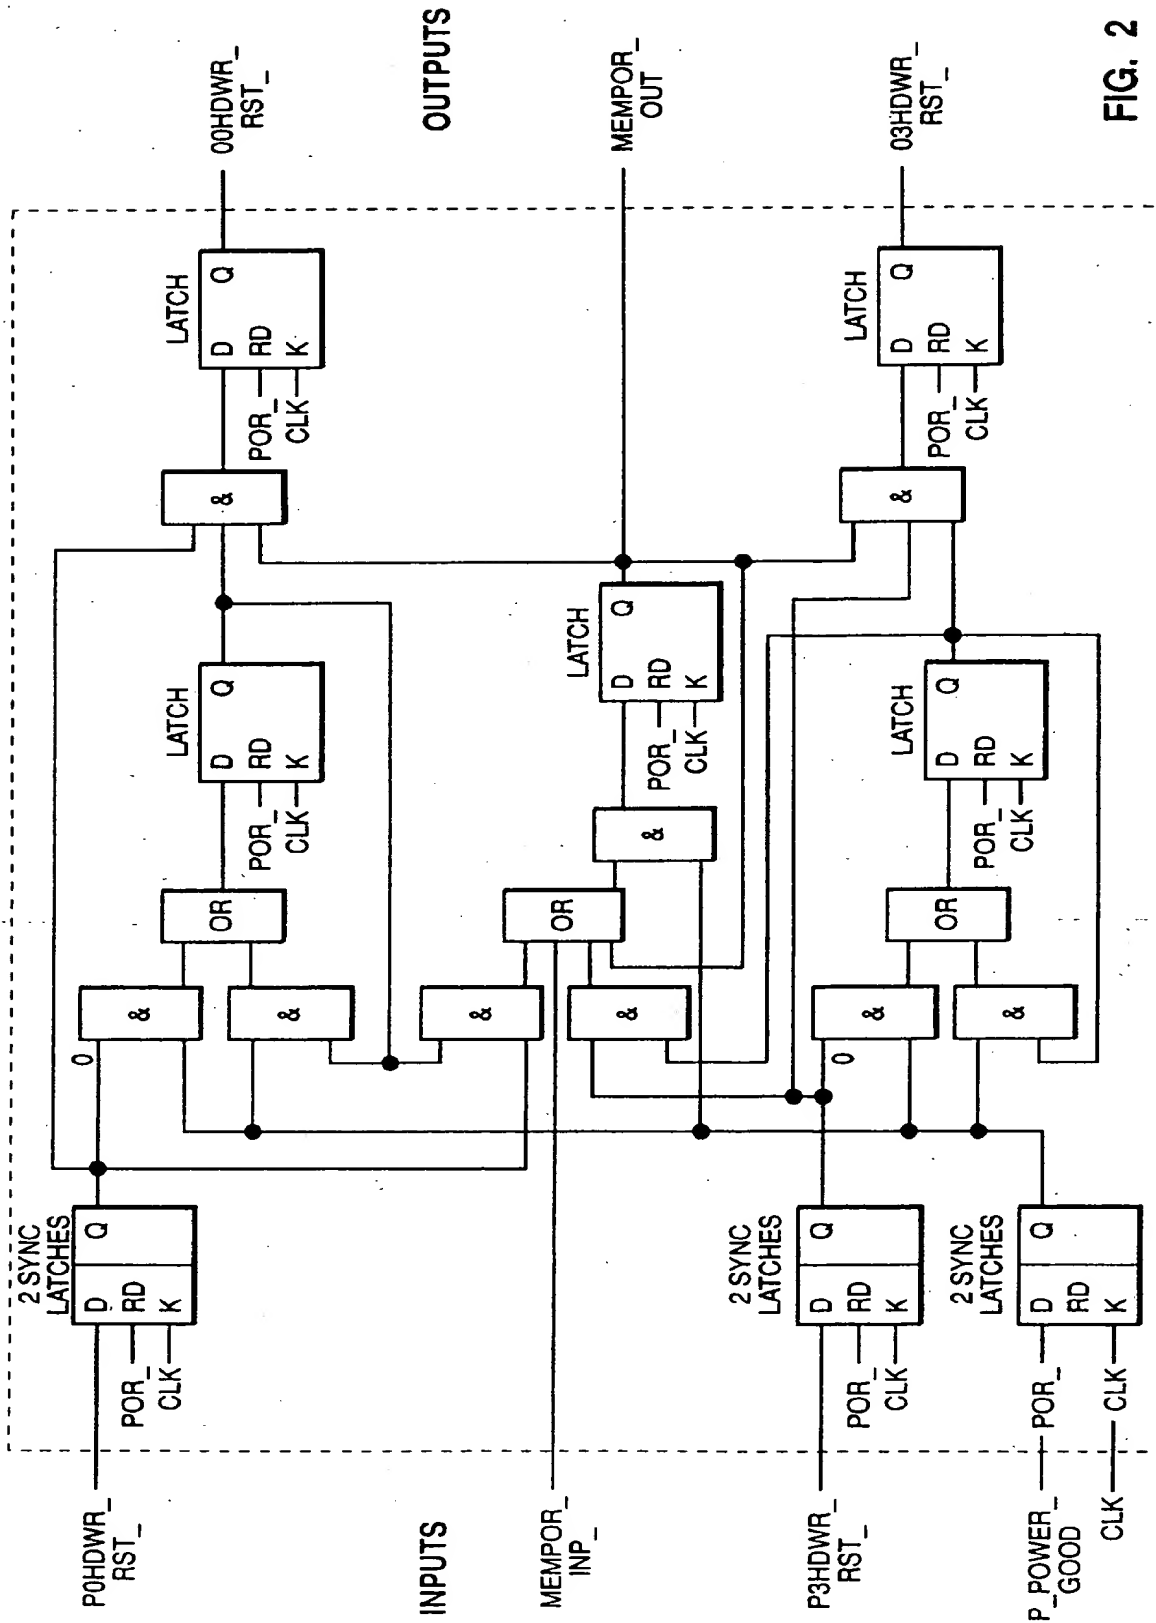 P0HDWR_
RST_
2 SYNC
LATCHES
D Q
POR_ RD
CLK K
0
&
&
OR
LATCH
D Q
POR_ RD
CLK K
&
LATCH
D Q
POR_ RD
CLK K
00HDWR_
RST_
INPUTS
OUTPUTS
MEMPOR_
INP_
&
&
OR
&
LATCH
D Q
POR_ RD
CLK K
MEMPOR_
OUT
P3HDWR_
RST_
2 SYNC
LATCHES
D Q
POR_ RD
CLK K
0
&
&
OR
LATCH
D Q
POR_ RD
CLK K
&
LATCH
D Q
POR_ RD
CLK K
03HDWR_
RST_
P_POWER_
GOOD
CLK
2 SYNC
LATCHES
POR_ D Q
RD
CLK K
FIG. 2